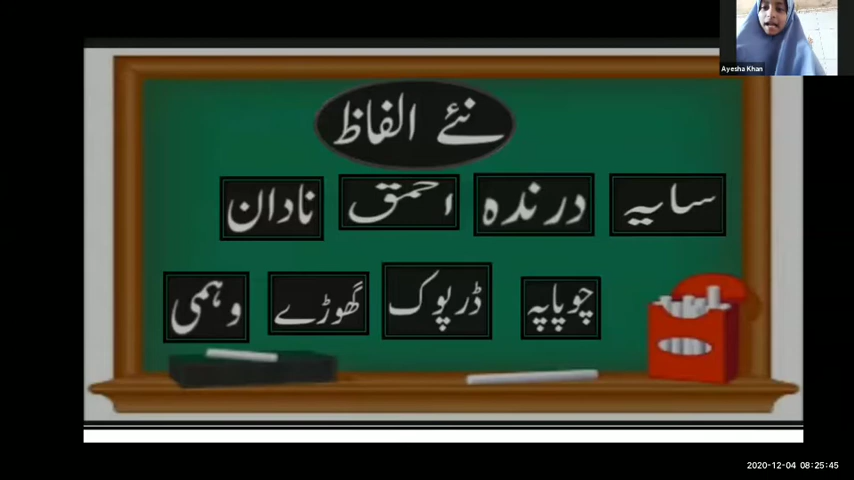 Ayesha Khan
نئے الفاظ
سایہ درندہ احمق نادان
چوپایہ ڈرپوک گھوڑے وہمی
2020-12-04 08:25:45